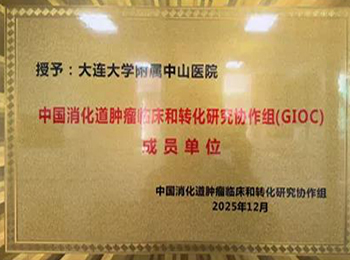 授予：大连大学附属中山医院
中国消化道肿瘤临床和转化研究协作组(GIOC)
成员单位
中国消化道肿瘤临床和转化研究协作组
2025年12月